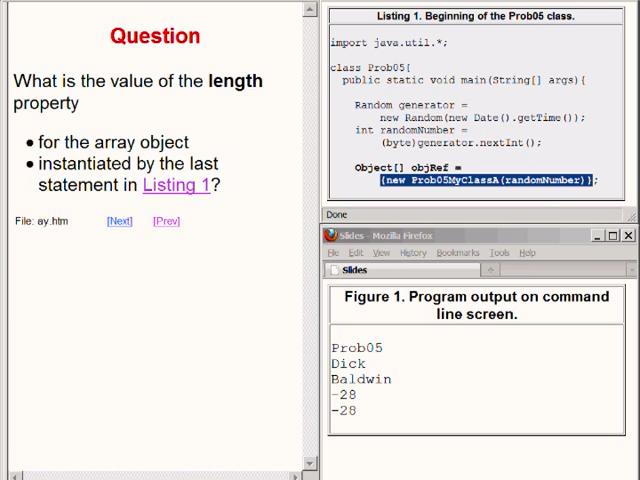 Question
What is the value of the length
property
• for the array object
• instantiated by the last
statement in Listing 1?
File: ay.htm [Next] [Prev]
Listing 1. Beginning of the Prob05 class.
import java.util.*;
class Prob05{
public static void main(String[] args){
Random generator =
new Random(new Date().getTime());
int randomNumber =
(byte)generator.nextInt();
Object[] objRef =
{new Prob05MyClassA(randomNumber)};
Done
Slides - Mozilla Firefox
File Edit View History Bookmarks Tools Help
Slides
Figure 1. Program output on command
line screen.
Prob05
Dick
Baldwin
-28
-28